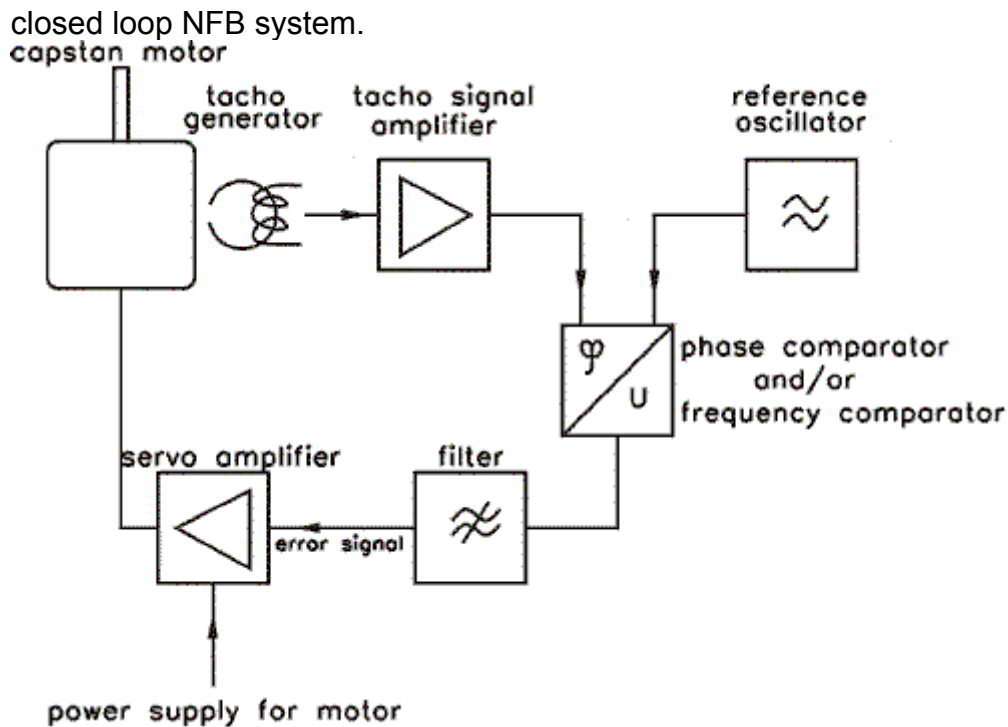 closed loop NFB system.
capstan motor
tacho
generator
tacho signal
amplifier
reference
oscillator
φ
U
phase comparator
and/or
frequency comparator
servo amplifier
filter
error signal
power supply for motor